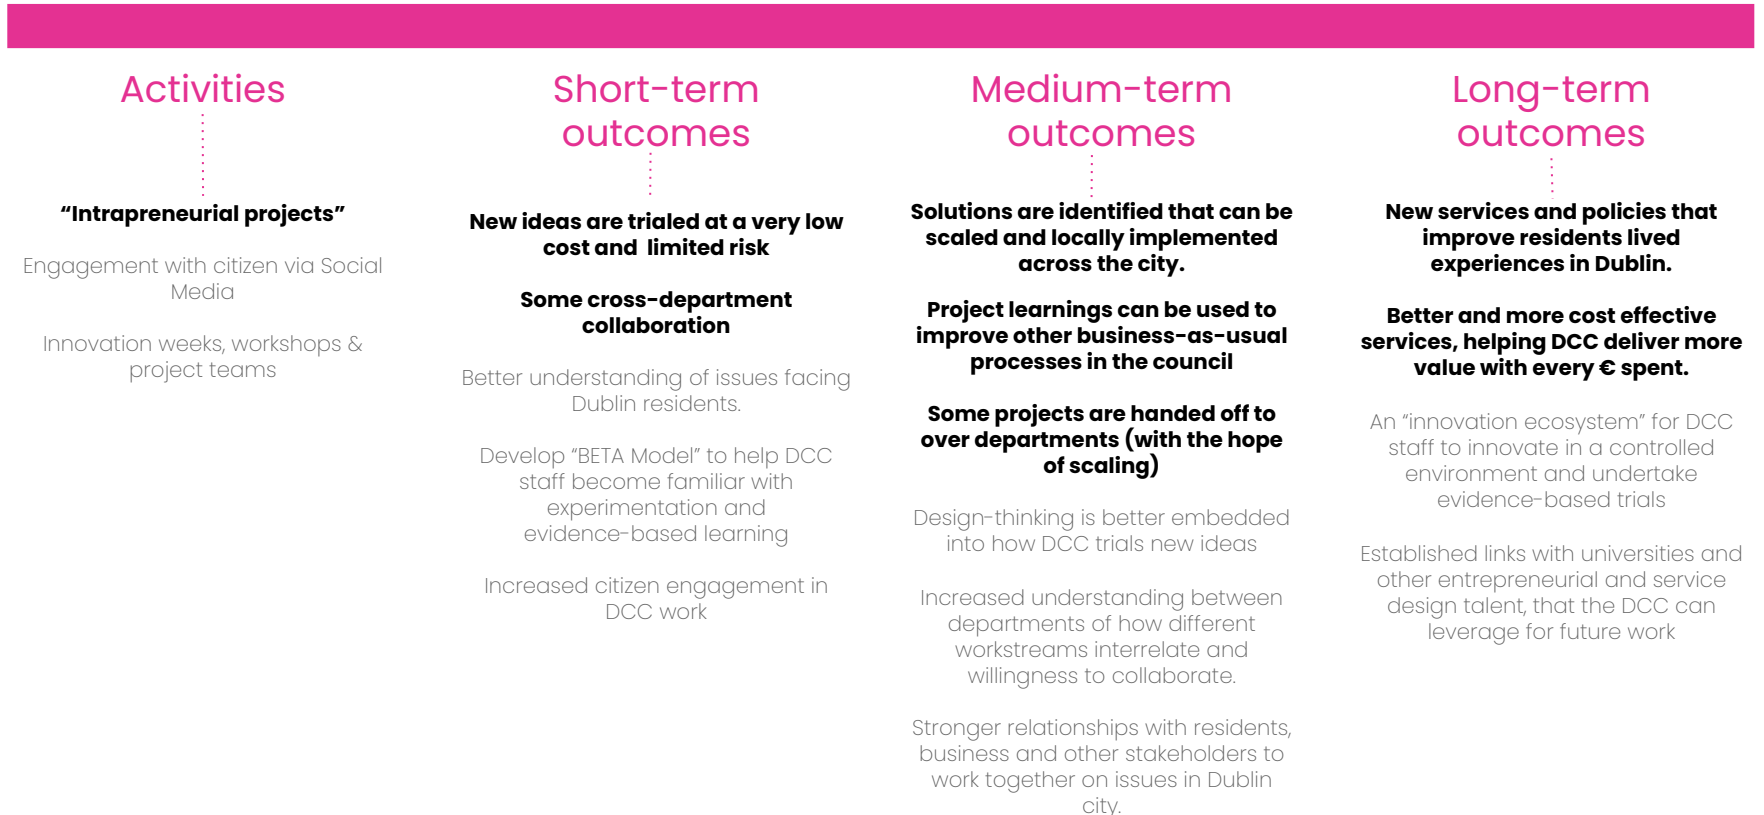 Activities
“Intrapreneurial projects”
Engagement with citizen via Social
Media
Innovation weeks, workshops &
project teams
Short-term
outcomes
New ideas are trialed at a very low
cost and limited risk
Some cross-department
collaboration
Better understanding of issues facing
Dublin residents.
Develop “BETA Model” to help DCC
staff become familiar with
experimentation and
evidence-based learning
Increased citizen engagement in
DCC work
Medium-term
outcomes
Solutions are identified that can be
scaled and locally implemented
across the city.
Project learnings can be used to
improve other business-as-usual
processes in the council
Some projects are handed off to
over departments (with the hope
of scaling)
Design-thinking is better embedded
into how DCC trials new ideas
Increased understanding between
departments of how different
workstreams interrelate and
willingness to collaborate.
Stronger relationships with residents,
business and other stakeholders to
work together on issues in Dublin
city.
Long-term
outcomes
New services and policies that
improve residents lived
experiences in Dublin.
Better and more cost effective
services, helping DCC deliver more
value with every € spent.
An “innovation ecosystem” for DCC
staff to innovate in a controlled
environment and undertake
evidence-based trials
Established links with universities and
other entrepreneurial and service
design talent, that the DCC can
leverage for future work